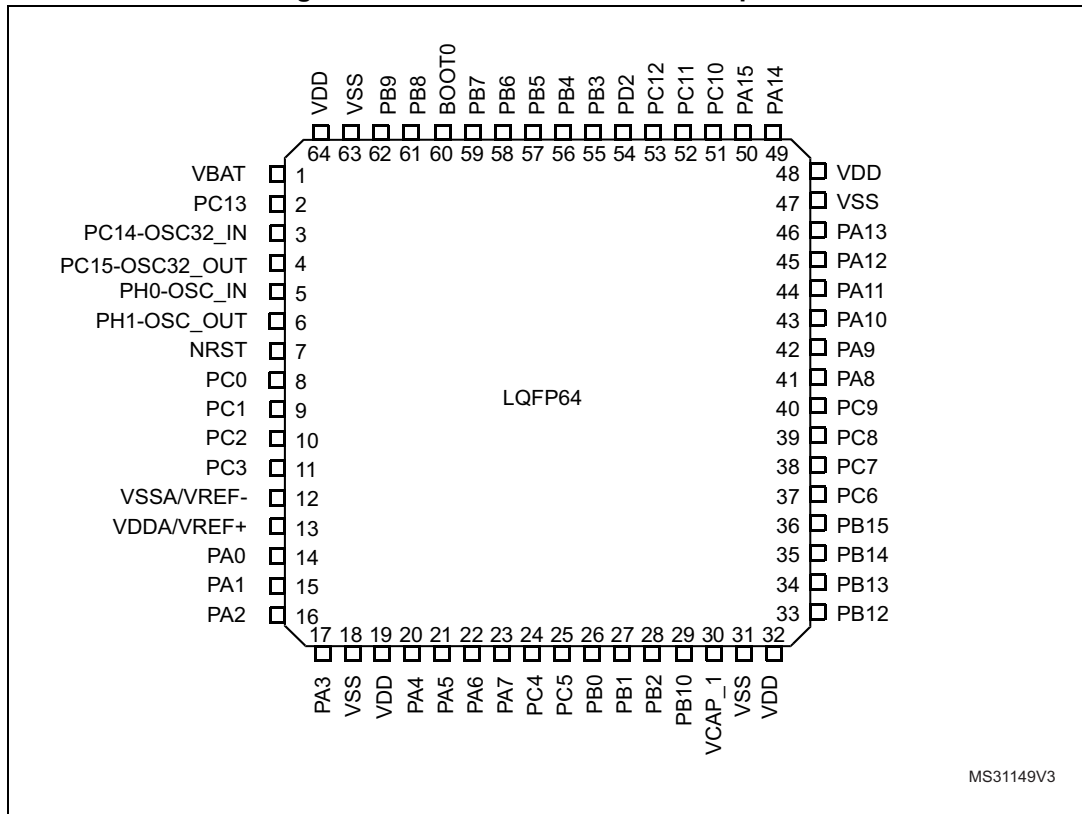 VDD
VSS
PB9
PB8
BOOT0
PB7
PB6
PB5
PB4
PB3
PD2
PC12
PC11
PC10
PA15
PA14
64 63 62 61 60 59 58 57 56 55 54 53 52 51 50 49
VBAT 1
PC13 2
PC14-OSC32_IN 3
PC15-OSC32_OUT 4
PH0-OSC_IN 5
PH1-OSC_OUT 6
NRST 7
PC0 8
PC1 9
PC2 10
PC3 11
VSSA/VREF- 12
VDDA/VREF+ 13
PA0 14
PA1 15
PA2 16
LQFP64
48 VDD
47 VSS
46 PA13
45 PA12
44 PA11
43 PA10
42 PA9
41 PA8
40 PC9
39 PC8
38 PC7
37 PC6
36 PB15
35 PB14
34 PB13
33 PB12
17 18 19 20 21 22 23 24 25 26 27 28 29 30 31 32
PA3
VSS
VDD
PA4
PA5
PA6
PA7
PC4
PC5
PB0
PB1
PB2
PB10
VCAP_1
VSS
VDD
MS31149V3